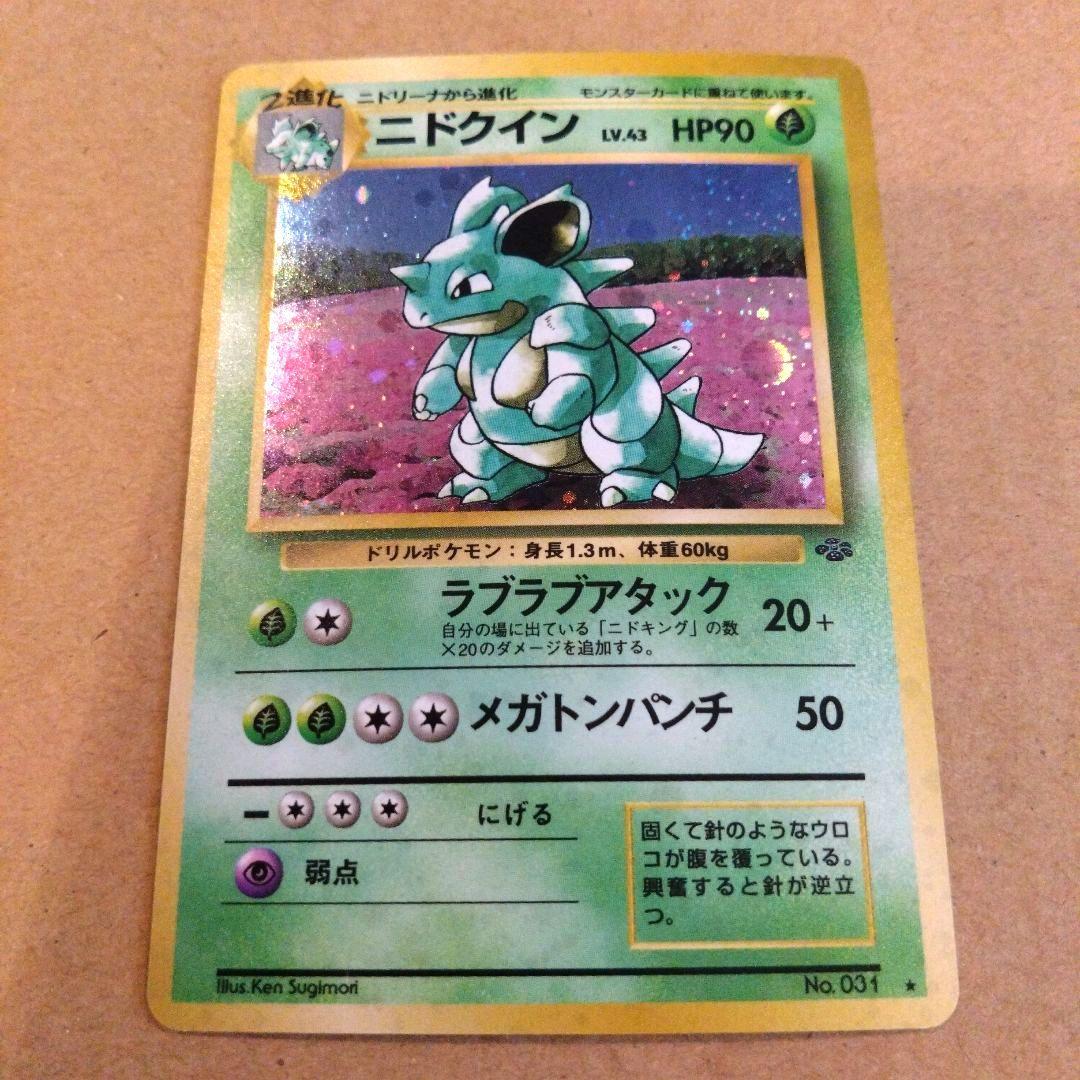 2進化 ニドリーナから進化 モンスターカードに重ねて使います。
ニドクイン LV.43 HP90
ドリルポケモン：身長1.3m、体重60kg
ラブラブアタック 20+
自分の場に出ている「ニドキング」の数
×20のダメージを追加する。
メガトンパンチ 50
にげる
弱点
固くて針のようなウロ
コが腹を覆っている。
興奮すると針が逆立
つ。
Illus.Ken Sugimori No. 031 ★